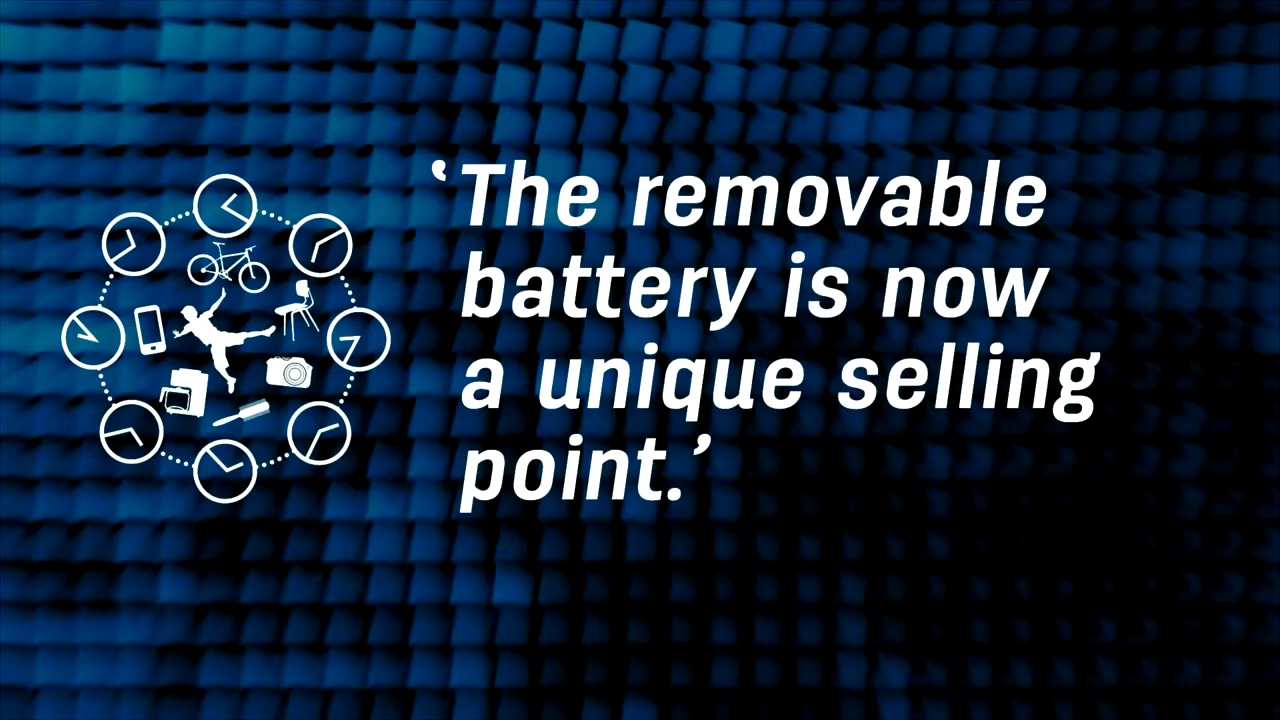 ‘The removable
battery is now
a unique selling
point.’